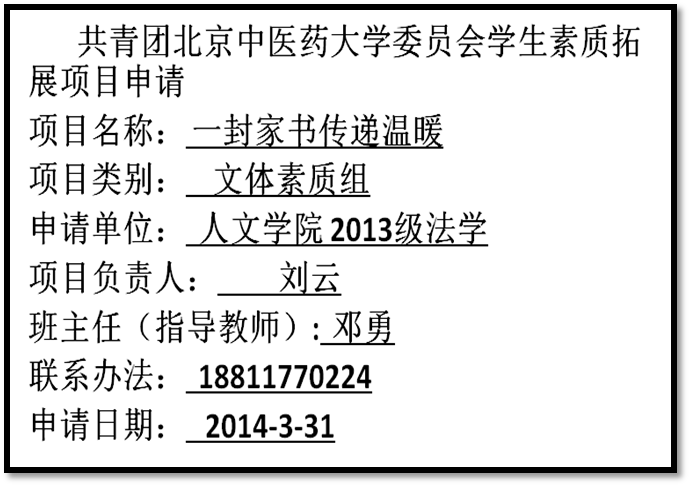 共青团北京中医药大学委员会学生素质拓
展项目申请
项目名称：一封家书传递温暖
项目类别：文体素质组
申请单位：人文学院 2013级法学
项目负责人：刘云
班主任（指导教师）: 邓勇
联系办法：18811770224
申请日期：2014-3-31